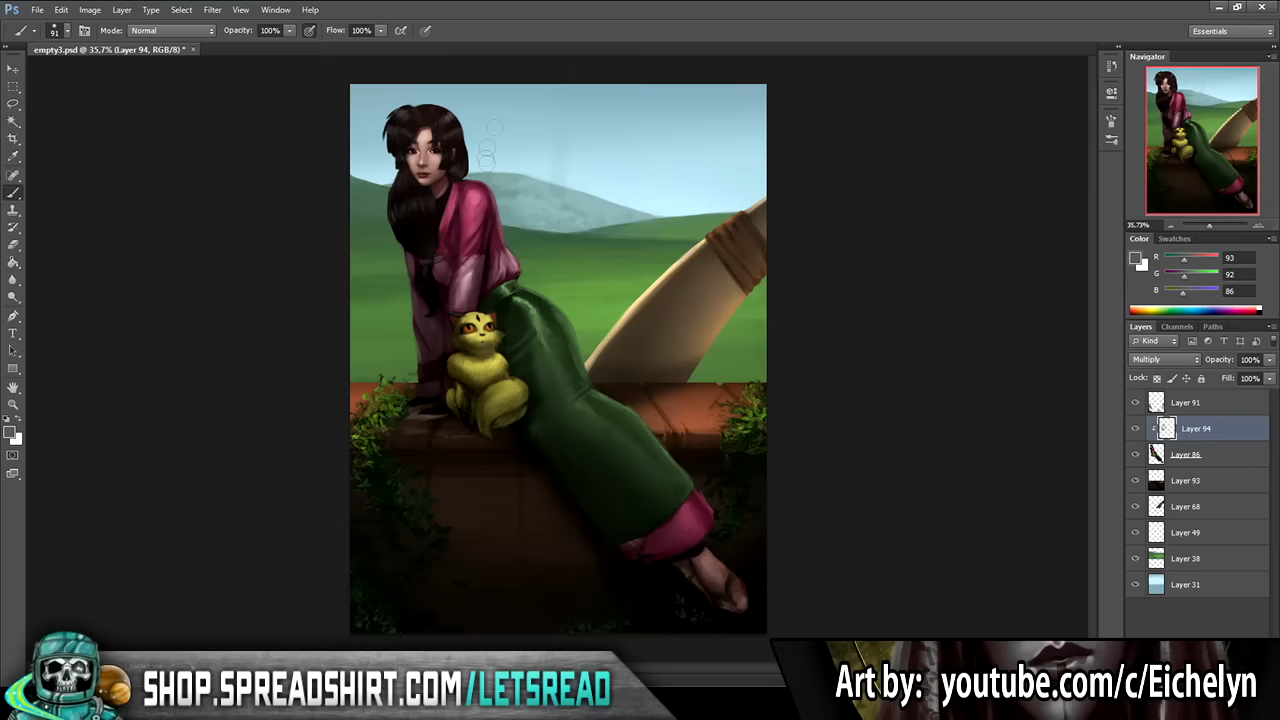 Ps File Edit Image Layer Type Select Filter View Window Help
91 Mode: Normal Opacity: 100% Flow: 100% Essentials
empty3.psd @ 35,7% (Layer 94, RGB/8) * ×
Navigator
35,73%
Color Swatches
R 93
G 92
B 86
Layers Channels Paths
Kind
Multiply Opacity: 100%
Lock: Fill: 100%
Layer 91
Layer 94
Layer 86
Layer 93
Layer 68
Layer 49
Layer 38
Layer 31
SHOP.SPREADSHIRT.COM/LETSREAD
Art by: youtube.com/c/Eichelyn